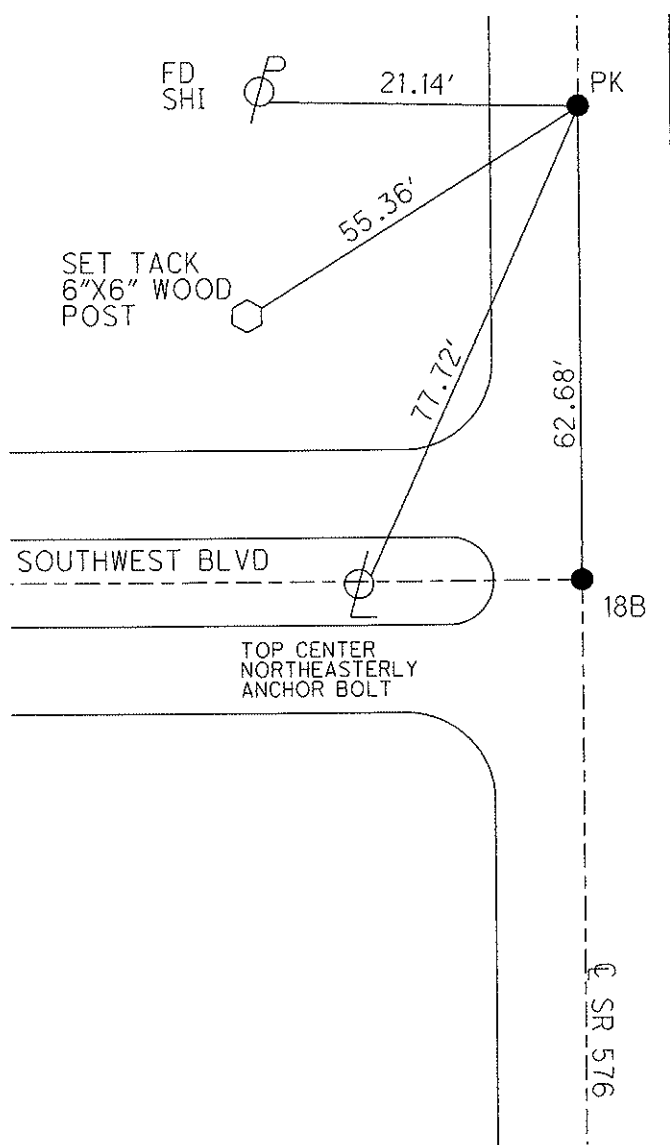 FD
SHI
21.14'
PK
55.36'
SET TACK
6"X6" WOOD
POST
77.72'
62.68'
SOUTHWEST BLVD
18B
TOP CENTER
NORTHEASTERLY
ANCHOR BOLT
℄ SR 576